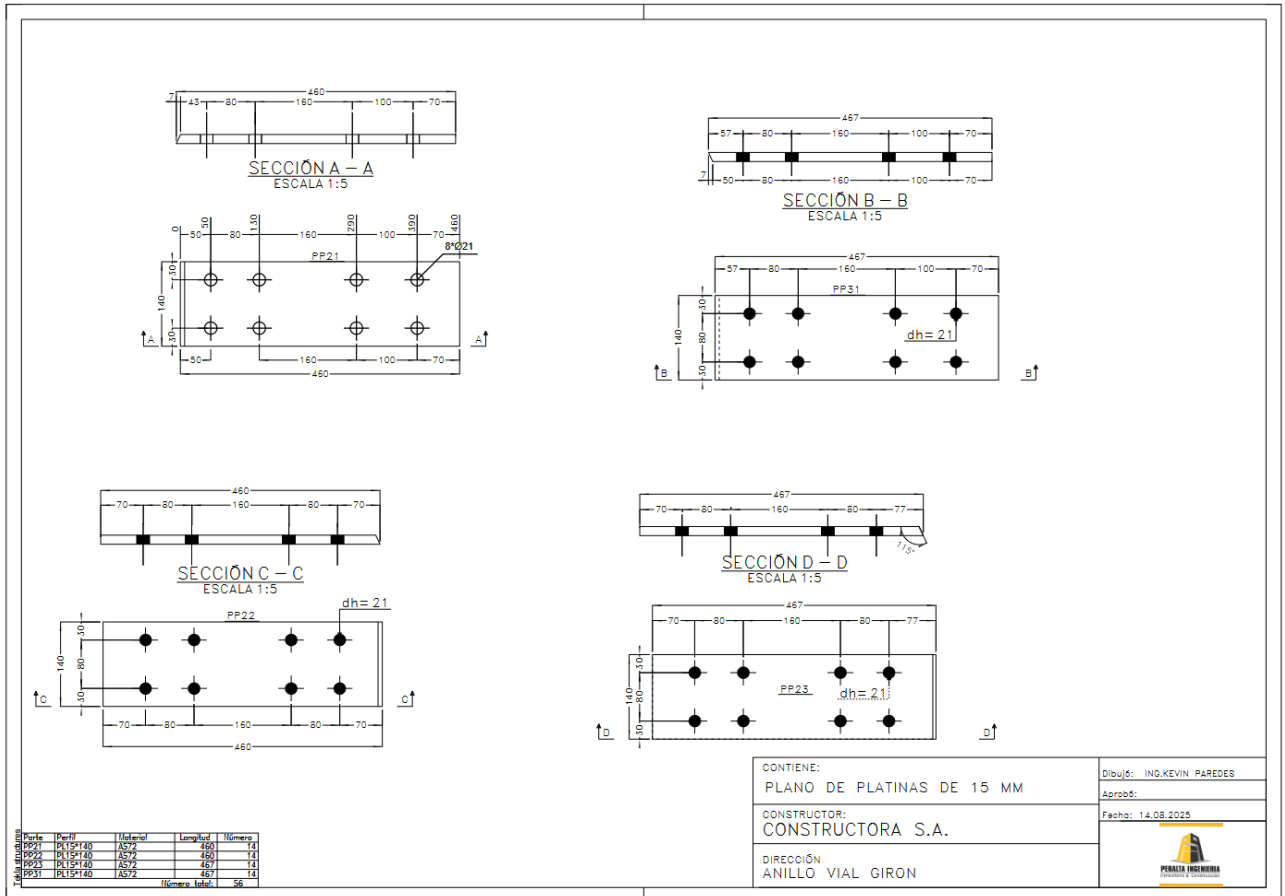 460
7 43 80 160 100 70
SECCIÓN A – A
ESCALA 1:5
0 50 130 290 390 460
50 80 160 100 70
8*Ø21
PP21
30
140
30
A A
50 160 100 70
460
467
57 80 160 100 70
7 50 80 160 100 70
SECCIÓN B – B
ESCALA 1:5
467
57 80 160 100 70
PP31
30
140 80
30
dh= 21
B B
460
70 80 160 80 70
SECCIÓN C – C
ESCALA 1:5
dh= 21
PP22
30
140 80
30
C C
70 80 160 80 70
460
467
70 80 160 80 77
115°
SECCIÓN D – D
ESCALA 1:5
467
70 80 160 80 77
30
140 80
30
PP23 dh= 21
D D
CONTIENE:
PLANO DE PLATINAS DE 15 MM
CONSTRUCTOR:
CONSTRUCTORA S.A.
DIRECCIÓN
ANILLO VIAL GIRON
Dibujó: ING.KEVIN PAREDES
Aprobó:
Fecha: 14.08.2025
PERALTA INGENIERIA
Consultoría & Construcción
Tekla structures
Parte Perfil Material Longitud Número
PP21 PL15*140 A572 460 14
PP22 PL15*140 A572 460 14
PP23 PL15*140 A572 467 14
PP31 PL15*140 A572 467 14
Número total: 56